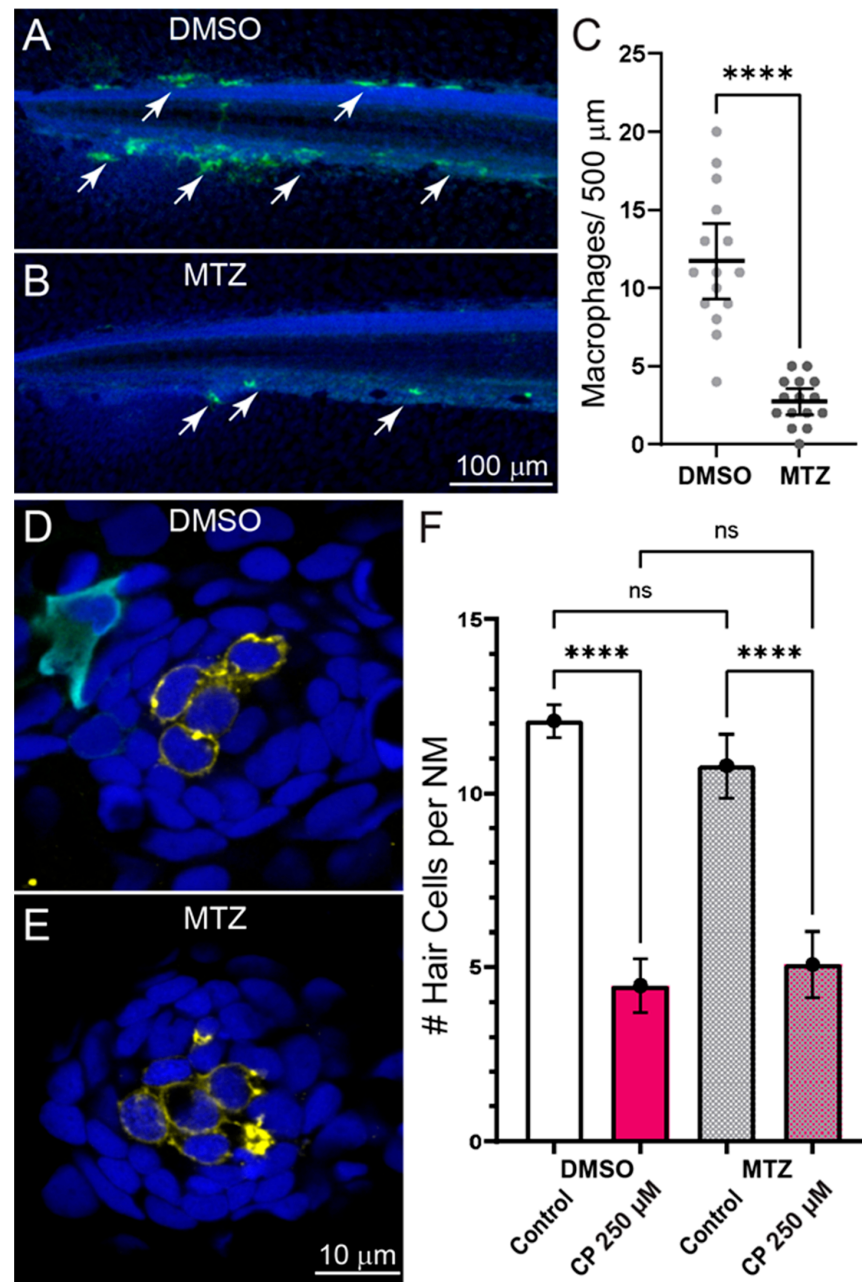 A
DMSO
B
MTZ
100 μm
C
Macrophages/ 500 μm
25
20
15
10
5
0
****
DMSO
MTZ
D
DMSO
E
MTZ
10 μm
F
# Hair Cells per NM
15
10
5
0
ns
ns
****
****
DMSO
MTZ
Control
CP 250 μM
Control
CP 250 μM